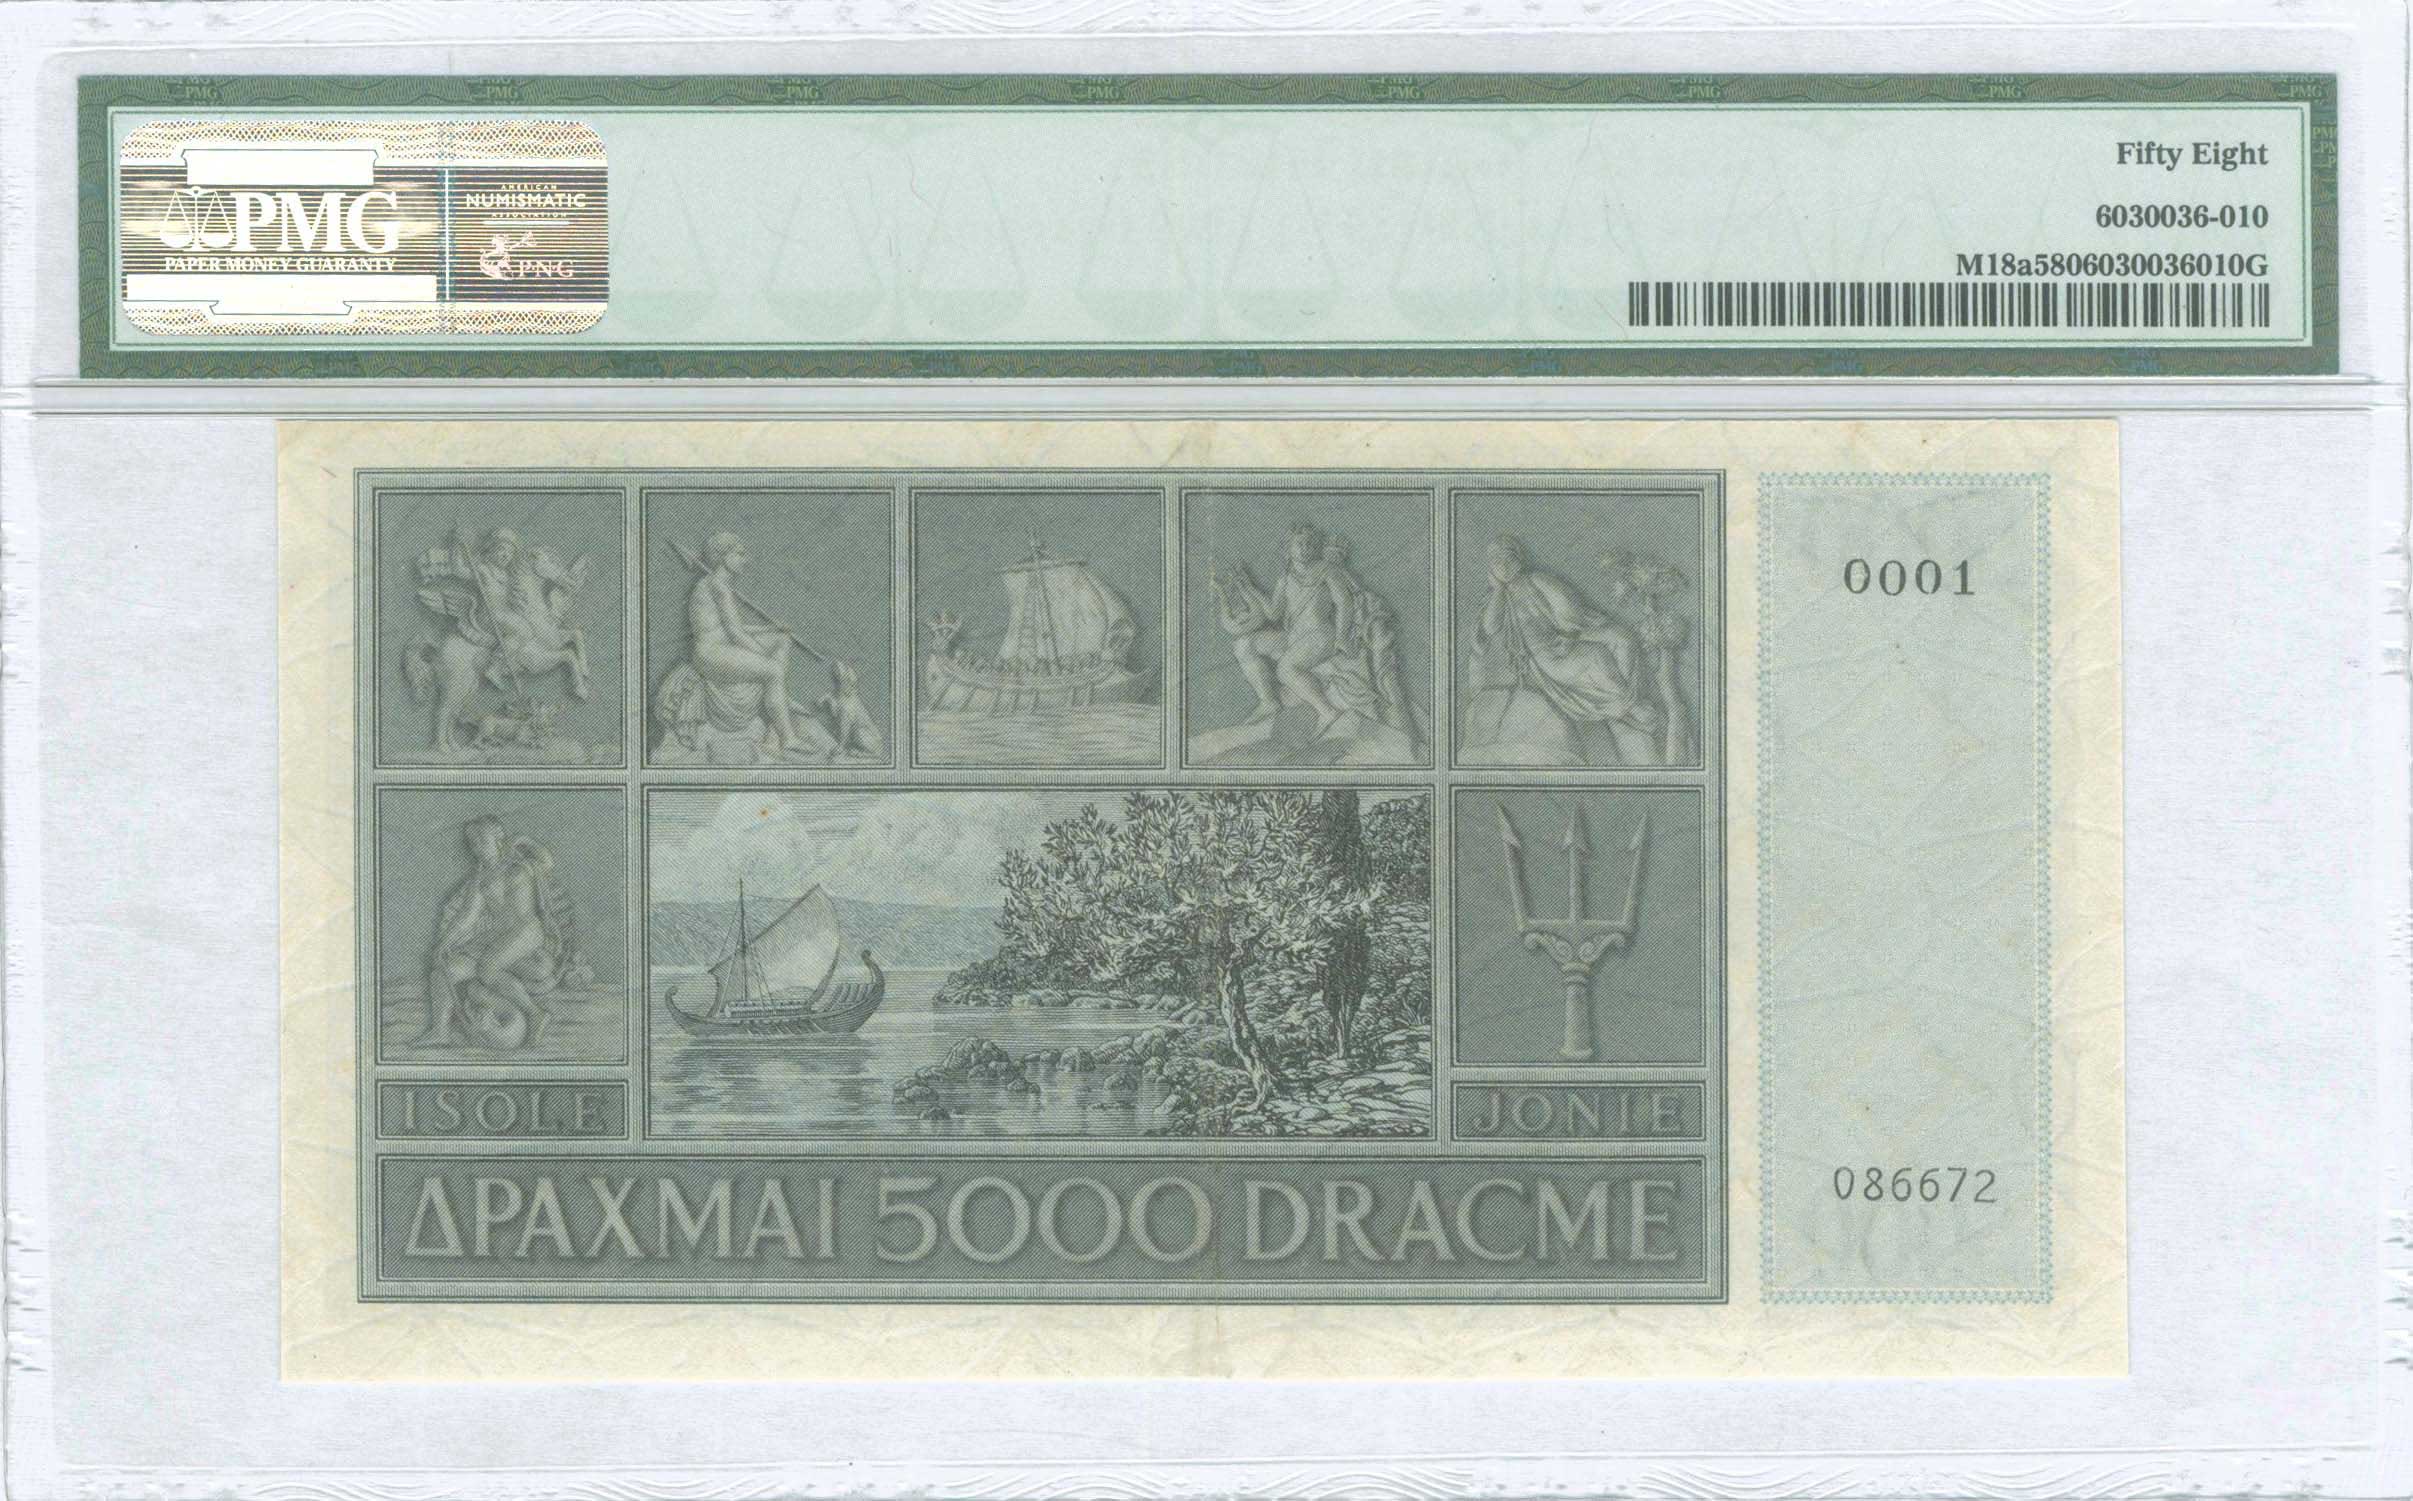 PMG
PAPER MONEY GUARANTY
AMERICAN
NUMISMATIC
ASSOCIATION
PNG
Fifty Eight
6030036-010
M18a5806030036010G
0001
ISOLE
JONIE
ΔΡΑΧΜΑΙ 5000 DRACME
086672